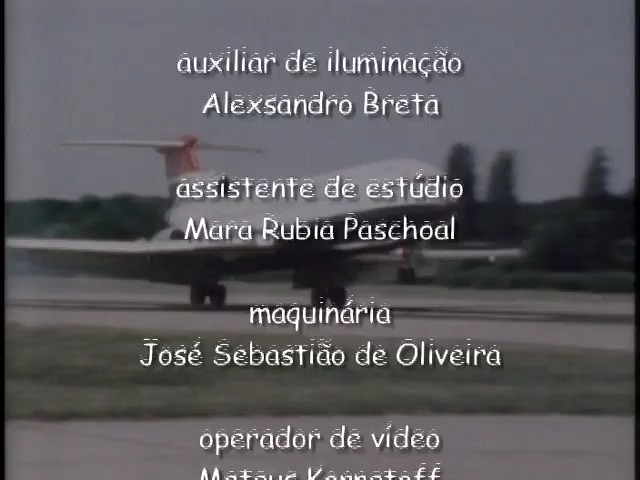 auxiliar de iluminação
Alexsandro Breta
assistente de estúdio
Mara Rubia Paschoal
maquinária
José Sebastião de Oliveira
operador de vídeo
Mateus